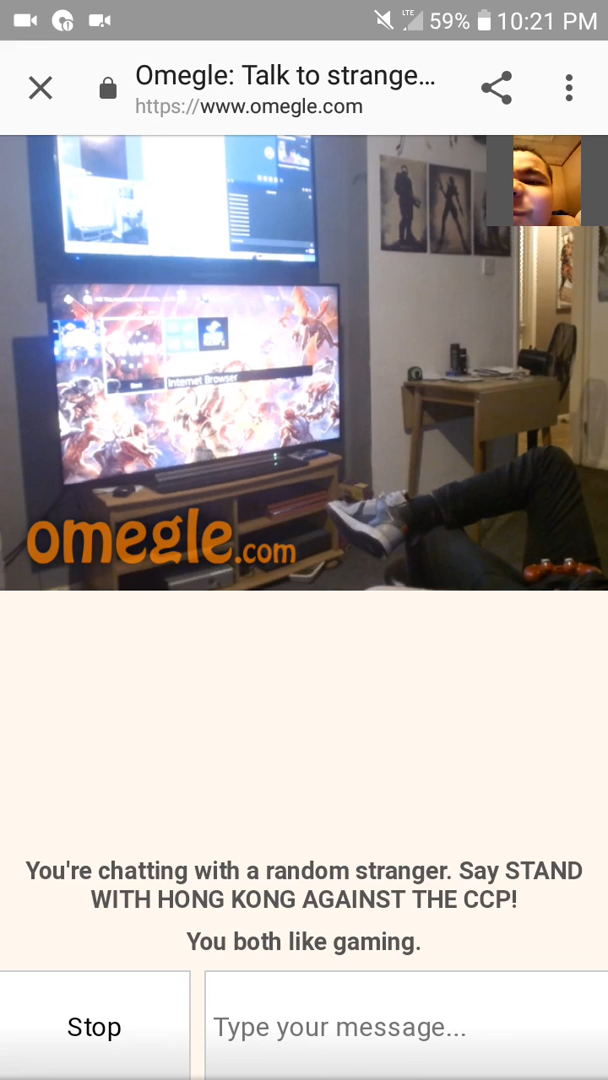 LTE 59% 10:21 PM
Omegle: Talk to strange...
https://www.omegle.com
Internet Browser
omegle.com
You're chatting with a random stranger. Say STAND
WITH HONG KONG AGAINST THE CCP!
You both like gaming.
Stop
Type your message...